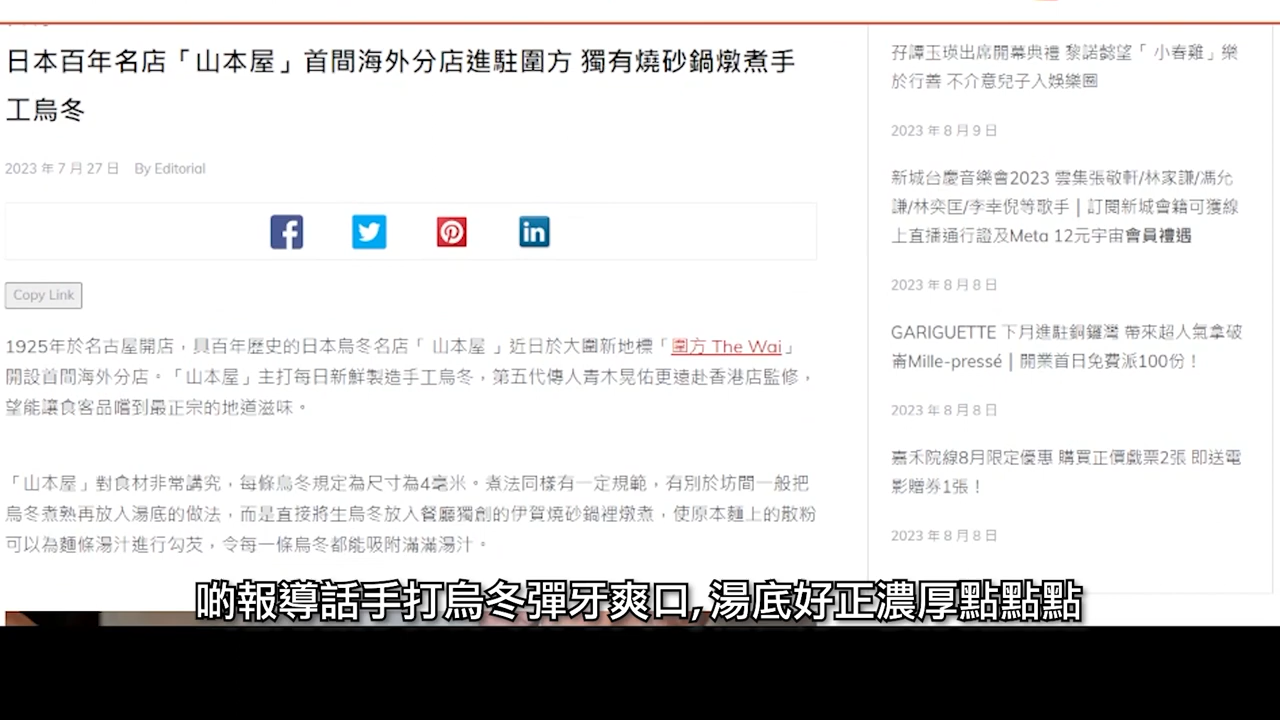 日本百年名店「山本屋」首間海外分店進駐圍方 獨有燒砂鍋燉煮手
工烏冬
2023 年 7 月 27 日 By Editorial
Copy Link
1925年於名古屋開店，具百年歷史的日本烏冬名店「 山本屋 」近日於大圍新地標「圍方 The Wai」
開設首間海外分店。「山本屋」主打每日新鮮製造手工烏冬，第五代傳人青木晃佑更遠赴香港店監修，
望能讓食客品嚐到最正宗的地道滋味。
「山本屋」對食材非常講究，每條烏冬規定為尺寸為4毫米。煮法同樣有一定規範，有別於坊間一般把
烏冬煮熟再放入湯底的做法，而是直接將生烏冬放入餐廳獨創的伊賀燒砂鍋裡燉煮，使原本麵上的散粉
可以為麵條湯汁進行勾芡，令每一條烏冬都能吸附滿滿湯汁。
孖譚玉瑛出席開幕典禮 黎諾懿望「 小春雞」樂
於行善 不介意兒子入娛樂圈
2023 年 8 月 9 日
新城台慶音樂會2023 雲集張敬軒/林家謙/馮允
謙/林奕匡/李幸倪等歌手｜訂閱新城會籍可獲線
上直播通行證及Meta 12元宇宙會員禮遇
2023 年 8 月 8 日
GARIGUETTE 下月進駐銅鑼灣 帶來超人氣拿破
崙Mille-pressé｜開業首日免費派100份！
2023 年 8 月 8 日
嘉禾院線8月限定優惠 購買正價戲票2張 即送電
影贈券1張！
2023 年 8 月 8 日
啲報導話手打烏冬彈牙爽口, 湯底好正濃厚點點點